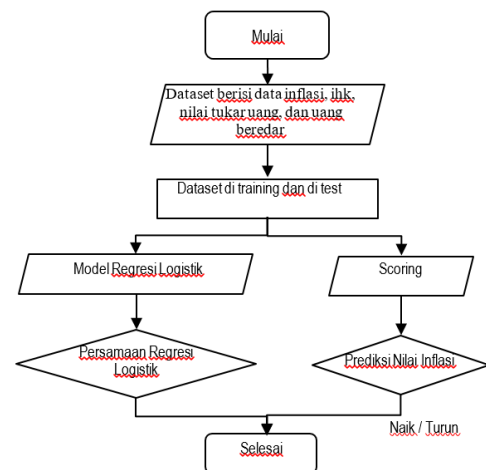 Mulai
Dataset berisi data inflasi, ihk,
nilai tukar uang, dan uang
beredar
Dataset di training dan di test
Model Regresi Logistik
Scoring
Persamaan Regresi
Logistik
Prediksi Nilai Inflasi
Naik / Turun
Selesai